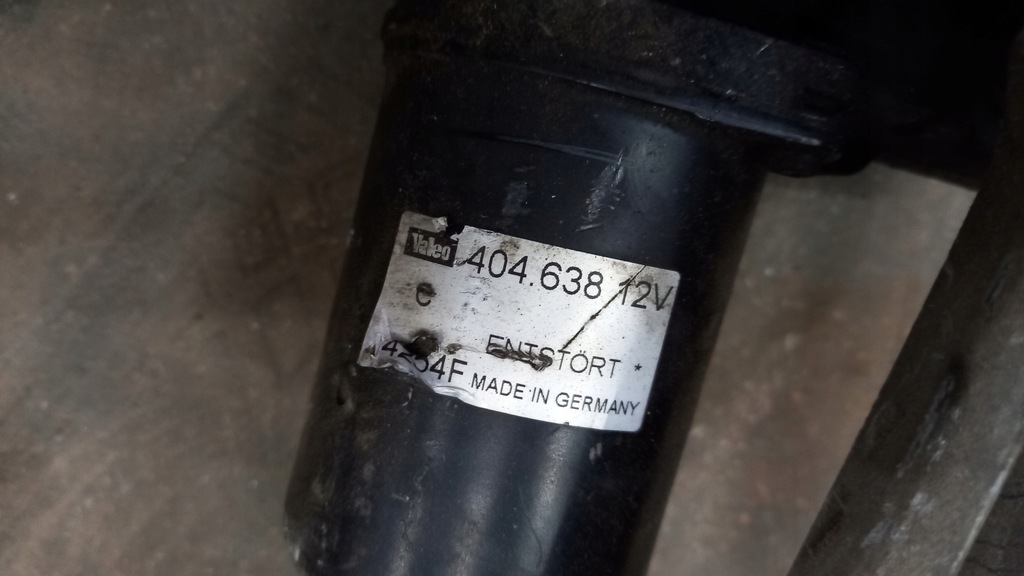 Valeo 404.638 12V
e
ENTSTÖRT *
MADE IN GERMANY